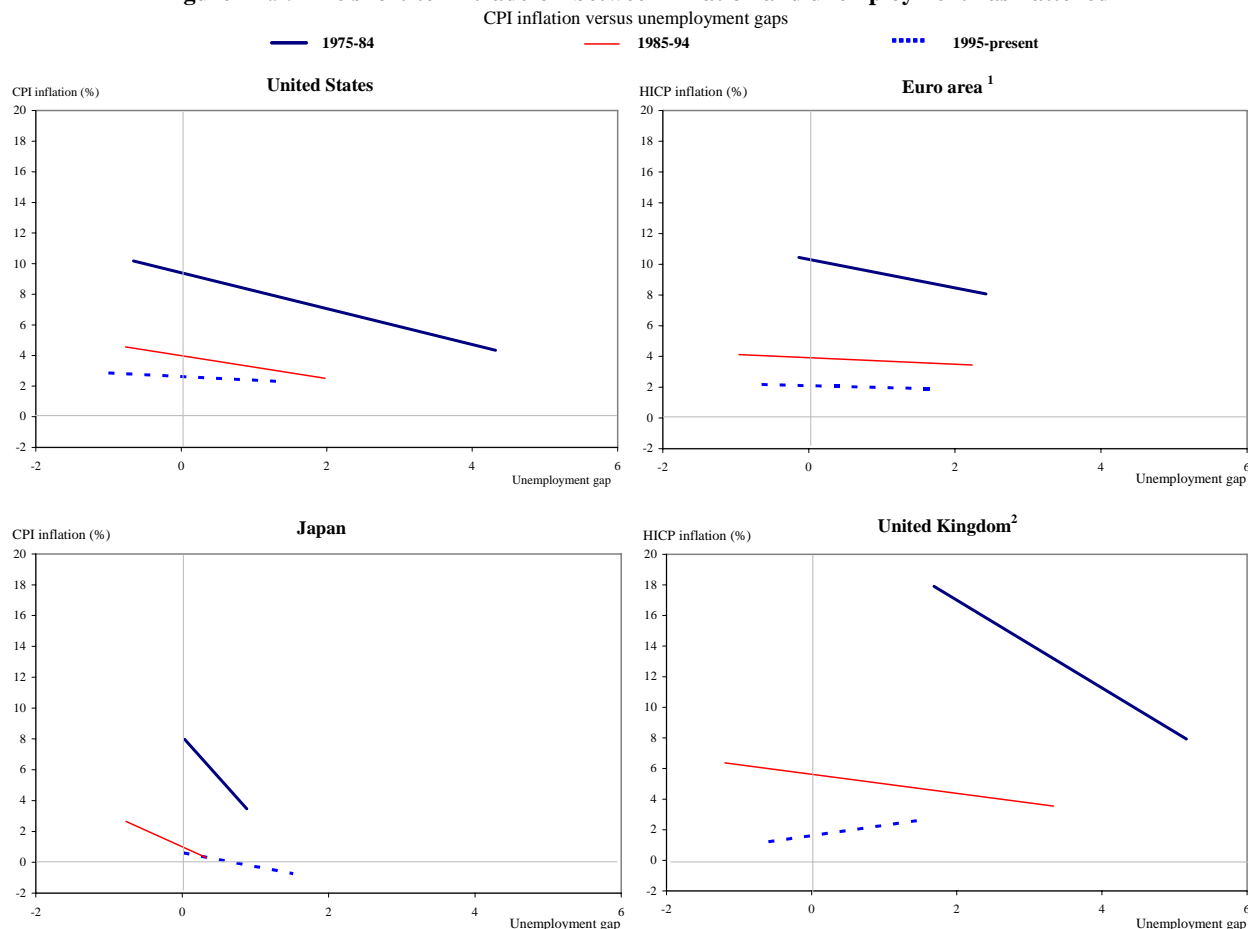 CPI inflation versus unemployment gaps
1975-84 1985-94 1995-present
United States
CPI inflation (%)
20
18
16
14
12
10
8
6
4
2
0
-2
-2 0 2 4 6
Unemployment gap
Euro area 1
HICP inflation (%)
20
18
16
14
12
10
8
6
4
2
0
-2
-2 0 2 4 6
Unemployment gap
Japan
CPI inflation (%)
20
18
16
14
12
10
8
6
4
2
0
-2
-2 0 2 4 6
Unemployment gap
United Kingdom2
HICP inflation (%)
20
18
16
14
12
10
8
6
4
2
0
-2
-2 0 2 4 6
Unemployment gap